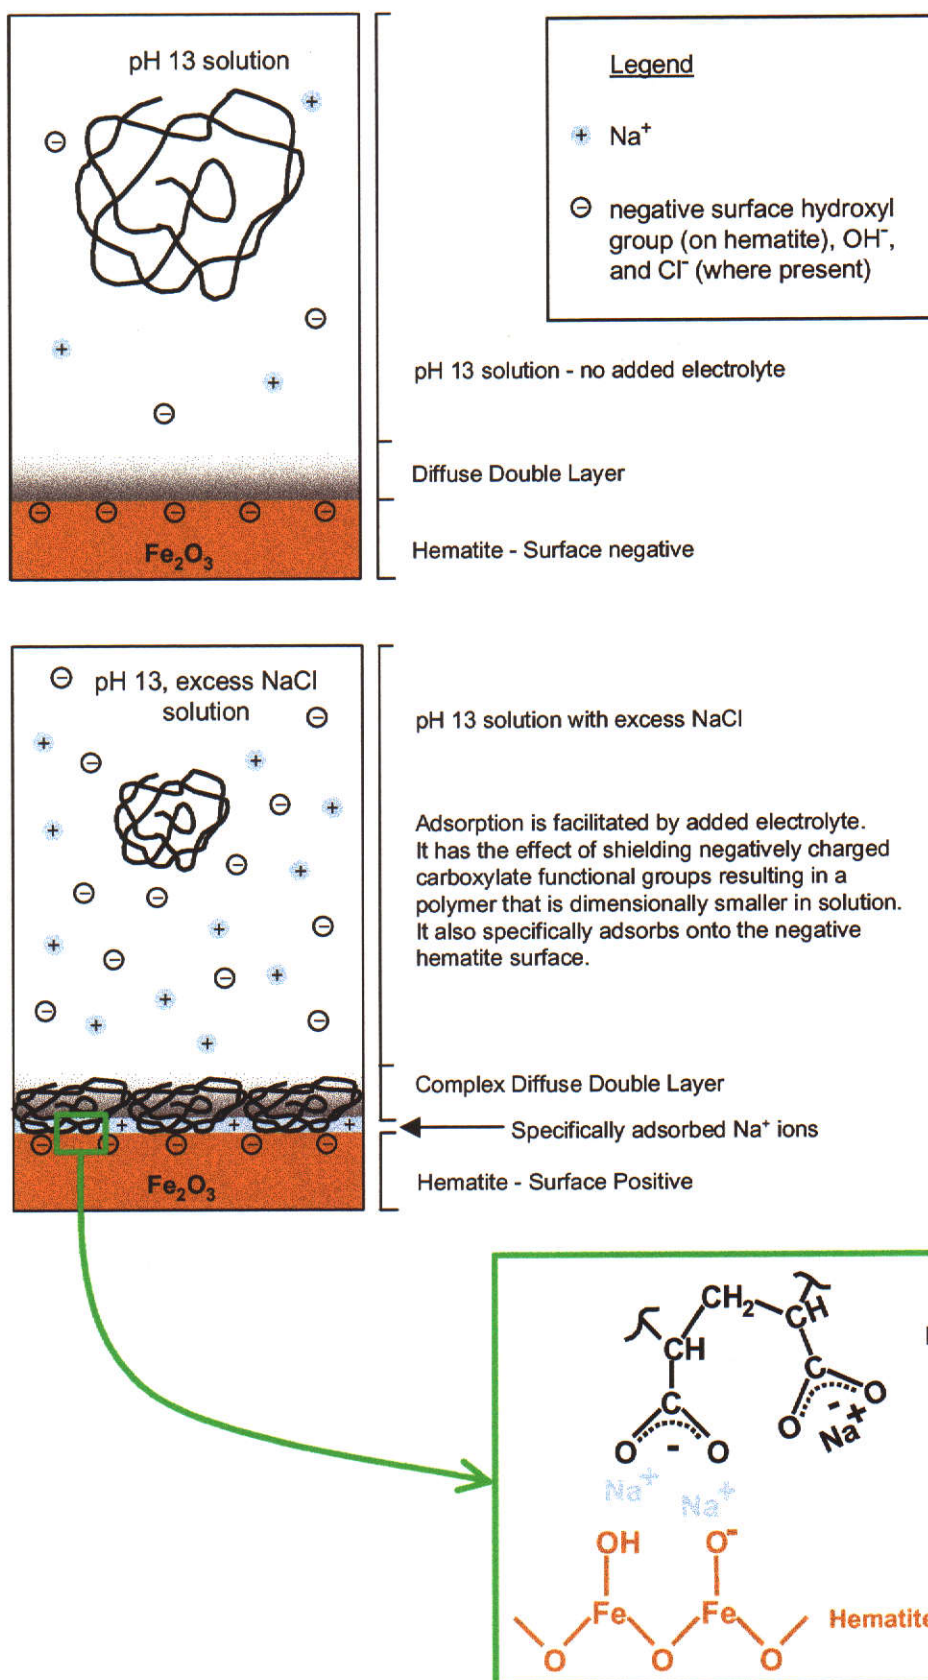 pH 13 solution
Legend
Na⁺
negative surface hydroxyl
group (on hematite), OH⁻,
and Cl⁻ (where present)
pH 13 solution - no added electrolyte
Diffuse Double Layer
Fe₂O₃
Hematite - Surface negative
pH 13, excess NaCl
solution
pH 13 solution with excess NaCl
Adsorption is facilitated by added electrolyte.
It has the effect of shielding negatively charged
carboxylate functional groups resulting in a
polymer that is dimensionally smaller in solution.
It also specifically adsorbs onto the negative
hematite surface.
Complex Diffuse Double Layer
Specifically adsorbed Na⁺ ions
Fe₂O₃
Hematite - Surface Positive
CH₂
CH
CH
C
C
O
O
O
O
Na⁺
Na⁺
Na⁺
OH
O⁻
Fe
Fe
Hematite
O
O
O